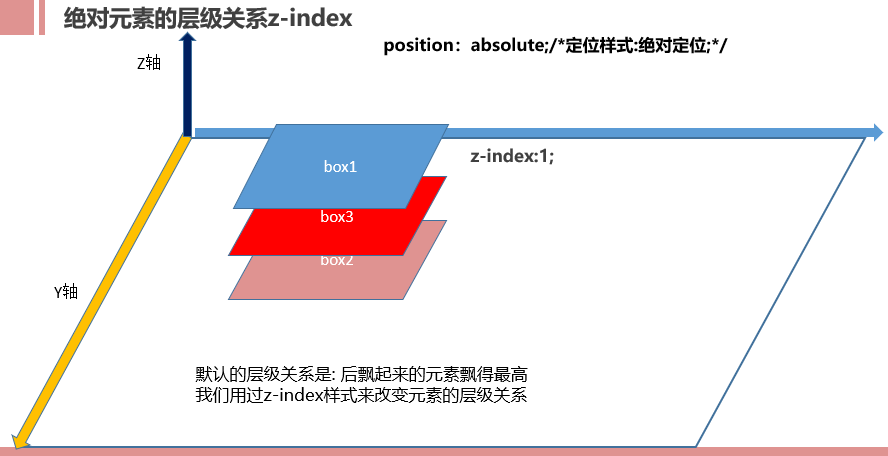 绝对元素的层级关系z-index
position：absolute;/*定位样式:绝对定位;*/
Z轴
box1
z-index:1;
box3
box2
Y轴
默认的层级关系是: 后飘起来的元素飘得最高
我们用过z-index样式来改变元素的层级关系